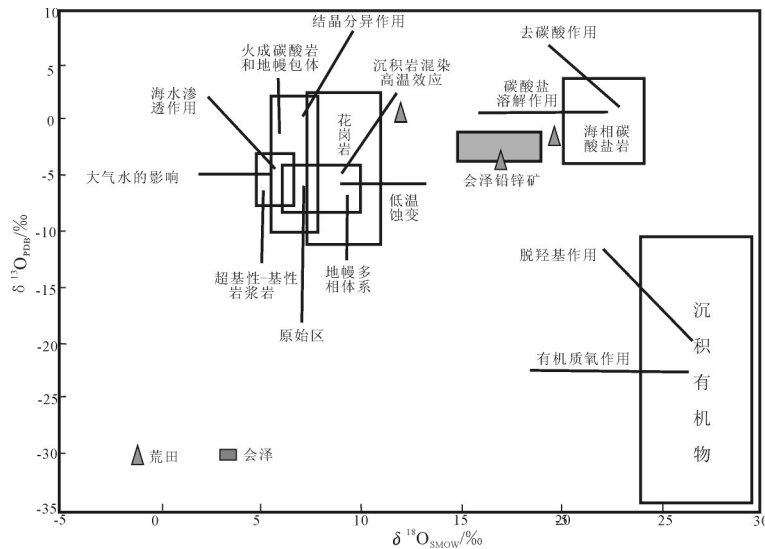 10
5
0
-5
-10
-15
-20
-25
-30
-35
δ ¹³O_PDB/‰
结晶分异作用
火成碳酸岩
和地幔包体
沉积岩混染
高温效应
去碳酸作用
海水渗
透作用
碳酸盐
溶解作用
花
岗
岩
海相碳
酸盐岩
大气水的影响
会泽铅锌矿
低温
蚀变
超基性-基性
岩浆岩
地幔多
相体系
原始区
脱羟基作用
有机质氧作用
沉
积
有
机
物
荒田
会泽
-5
0
5
10
15
20
25
30
δ ¹⁸O_SMOW/‰